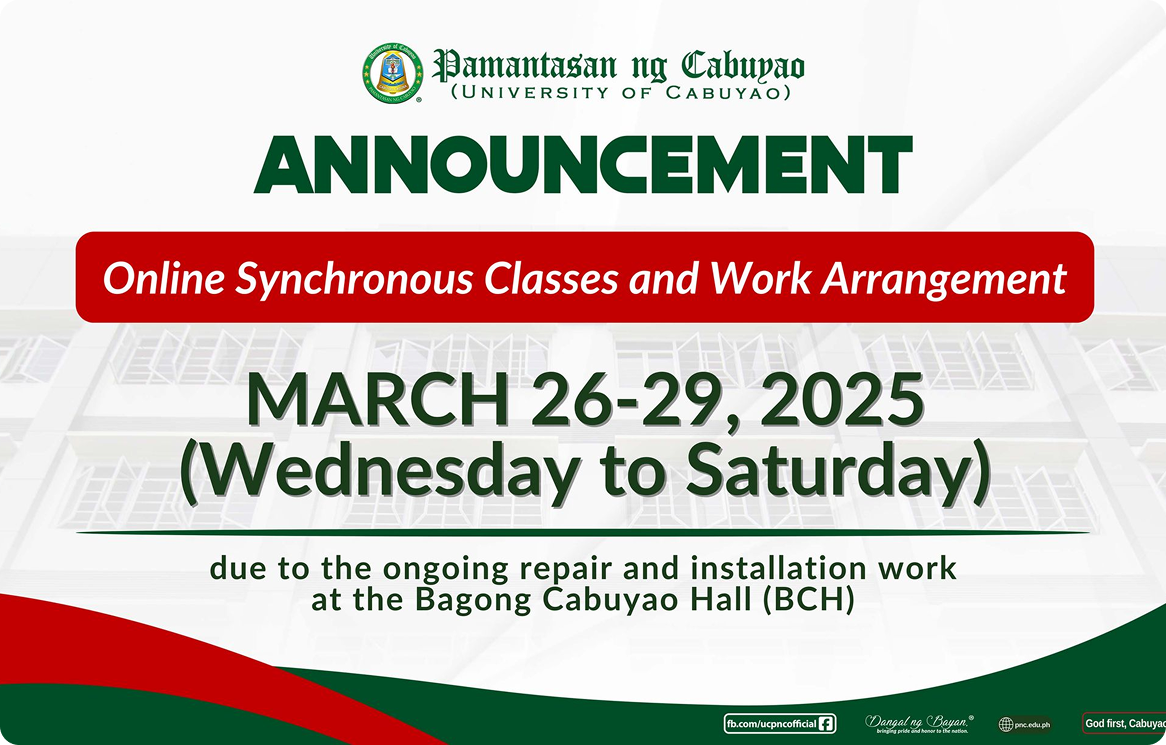 Pamantasan ng Cabuyao
(UNIVERSITY OF CABUYAO)
ANNOUNCEMENT
Online Synchronous Classes and Work Arrangement
MARCH 26-29, 2025
(Wednesday to Saturday)
due to the ongoing repair and installation work
at the Bagong Cabuyao Hall (BCH)
fb.com/ucpncofficial
Dangal ng Bayan.®
bringing pride and honor to the nation.
pnc.edu.ph
God first, Cabuyao